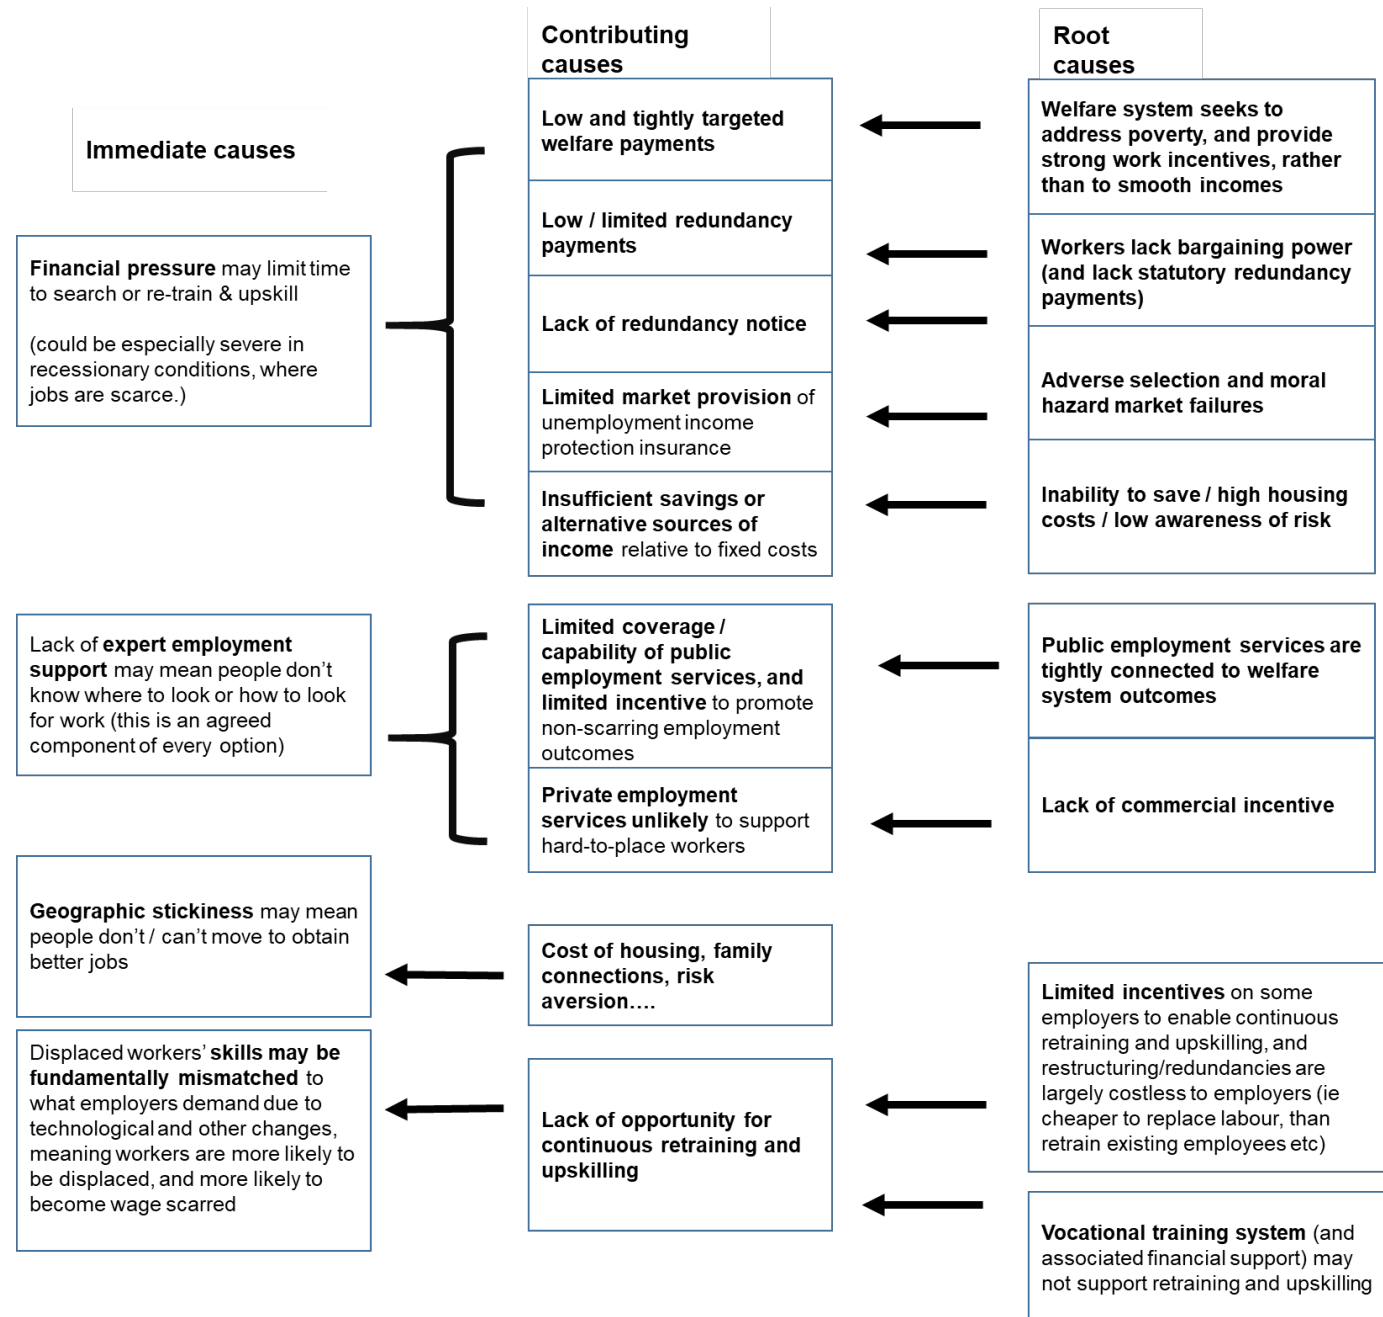 Immediate causes
Financial pressure may limit time
to search or re-train & upskill
(could be especially severe in
recessionary conditions, where
jobs are scarce.)
Lack of expert employment
support may mean people don't
know where to look or how to look
for work (this is an agreed
component of every option)
Geographic stickiness may mean
people don't / can't move to obtain
better jobs
Displaced workers' skills may be
fundamentally mismatched to
what employers demand due to
technological and other changes,
meaning workers are more likely to
be displaced, and more likely to
become wage scarred
Contributing
causes
Low and tightly targeted
welfare payments
Low / limited redundancy
payments
Lack of redundancy notice
Limited market provision of
unemployment income
protection insurance
Insufficient savings or
alternative sources of
income relative to fixed costs
Limited coverage /
capability of public
employment services, and
limited incentive to promote
non-scarring employment
outcomes
Private employment
services unlikely to support
hard-to-place workers
Cost of housing, family
connections, risk
aversion....
Lack of opportunity for
continuous retraining and
upskilling
Root
causes
Welfare system seeks to
address poverty, and provide
strong work incentives, rather
than to smooth incomes
Workers lack bargaining power
(and lack statutory redundancy
payments)
Adverse selection and moral
hazard market failures
Inability to save / high housing
costs / low awareness of risk
Public employment services are
tightly connected to welfare
system outcomes
Lack of commercial incentive
Limited incentives on some
employers to enable continuous
retraining and upskilling, and
restructuring/redundancies are
largely costless to employers (ie
cheaper to replace labour, than
retrain existing employees etc)
Vocational training system (and
associated financial support) may
not support retraining and upskilling